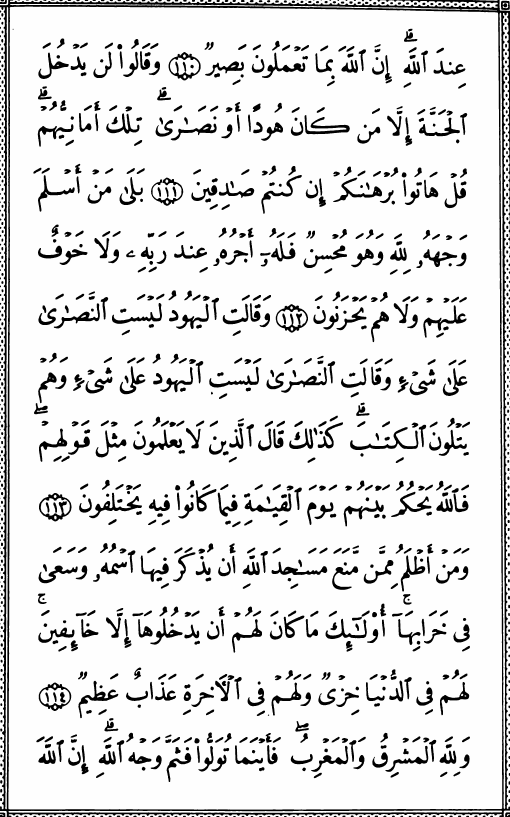 عِندَ ٱللَّهِۗ إِنَّ ٱللَّهَ بِمَا تَعۡمَلُونَ بَصِيرٞ ١١٠ وَقَالُواْ لَن يَدۡخُلَ
ٱلۡجَنَّةَ إِلَّا مَن كَانَ هُودًا أَوۡ نَصَٰرَىٰۗ تِلۡكَ أَمَانِيُّهُمۡۗ
قُلۡ هَاتُواْ بُرۡهَٰنَكُمۡ إِن كُنتُمۡ صَٰدِقِينَ ١١١ بَلَىٰ مَنۡ أَسۡلَمَ
وَجۡهَهُۥ لِلَّهِ وَهُوَ مُحۡسِنٞ فَلَهُۥٓ أَجۡرُهُۥ عِندَ رَبِّهِۦ وَلَا خَوۡفٌ
عَلَيۡهِمۡ وَلَا هُمۡ يَحۡزَنُونَ ١١٢ وَقَالَتِ ٱلۡيَهُودُ لَيۡسَتِ ٱلنَّصَٰرَىٰ
عَلَىٰ شَيۡءٖ وَقَالَتِ ٱلنَّصَٰرَىٰ لَيۡسَتِ ٱلۡيَهُودُ عَلَىٰ شَيۡءٖ وَهُمۡ
يَتۡلُونَ ٱلۡكِتَٰبَۗ كَذَٰلِكَ قَالَ ٱلَّذِينَ لَا يَعۡلَمُونَ مِثۡلَ قَوۡلِهِمۡۖ
فَٱللَّهُ يَحۡكُمُ بَيۡنَهُمۡ يَوۡمَ ٱلۡقِيَٰمَةِ فِيمَا كَانُواْ فِيهِ يَخۡتَلِفُونَ ١١٣
وَمَنۡ أَظۡلَمُ مِمَّن مَّنَعَ مَسَٰجِدَ ٱللَّهِ أَن يُذۡكَرَ فِيهَا ٱسۡمُهُۥ وَسَعَىٰ
فِي خَرَابِهَآۚ أُوْلَٰٓئِكَ مَا كَانَ لَهُمۡ أَن يَدۡخُلُوهَآ إِلَّا خَآئِفِينَۚ
لَهُمۡ فِي ٱلدُّنۡيَا خِزۡيٞ وَلَهُمۡ فِي ٱلۡأٓخِرَةِ عَذَابٌ عَظِيمٞ ١١٤
وَلِلَّهِ ٱلۡمَشۡرِقُ وَٱلۡمَغۡرِبُۖ فَأَيۡنَمَا تُوَلُّواْ فَثَمَّ وَجۡهُ ٱللَّهِۗ إِنَّ ٱللَّهَ